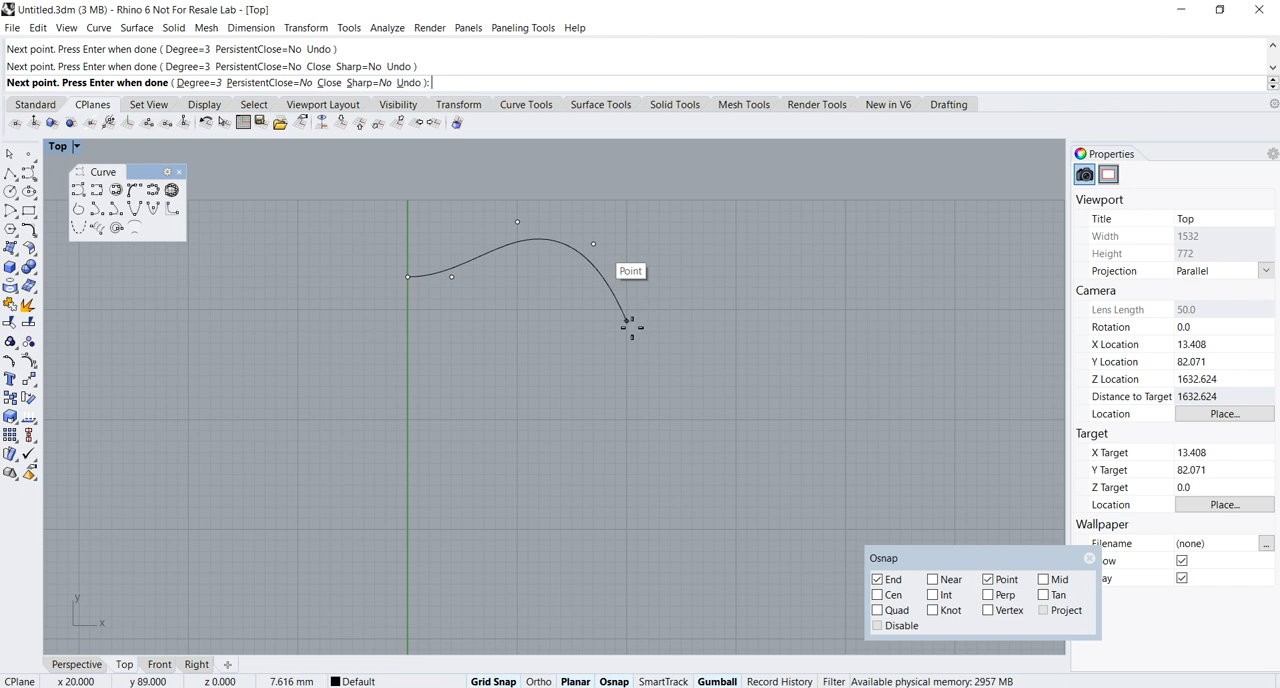 Untitled.3dm (3 MB) - Rhino 6 Not For Resale Lab - [Top]
File Edit View Curve Surface Solid Mesh Dimension Transform Tools Analyze Render Panels Paneling Tools Help
Next point. Press Enter when done ( Degree=3 PersistentClose=No Undo )
Next point. Press Enter when done ( Degree=3 PersistentClose=No Close Sharp=No Undo )
Next point. Press Enter when done ( Degree=3 PersistentClose=No Close Sharp=No Undo ):
Standard CPlanes Set View Display Select Viewport Layout Visibility Transform Curve Tools Surface Tools Solid Tools Mesh Tools Render Tools New in V6 Drafting
Top
Curve
Point
y
x
Properties
Viewport
Title Top
Width 1532
Height 772
Projection Parallel
Camera
Lens Length 50.0
Rotation 0.0
X Location 13.408
Y Location 82.071
Z Location 1632.624
Distance to Target 1632.624
Location Place...
Target
X Target 13.408
Y Target 82.071
Z Target 0.0
Location Place...
Wallpaper
Filename (none) ...
ow
ay
Osnap
End Near Point Mid
Cen Int Perp Tan
Quad Knot Vertex Project
Disable
Perspective Top Front Right
CPlane x 20.000 y 89.000 z 0.000 7.616 mm Default Grid Snap Ortho Planar Osnap SmartTrack Gumball Record History Filter Available physical memory: 2957 MB